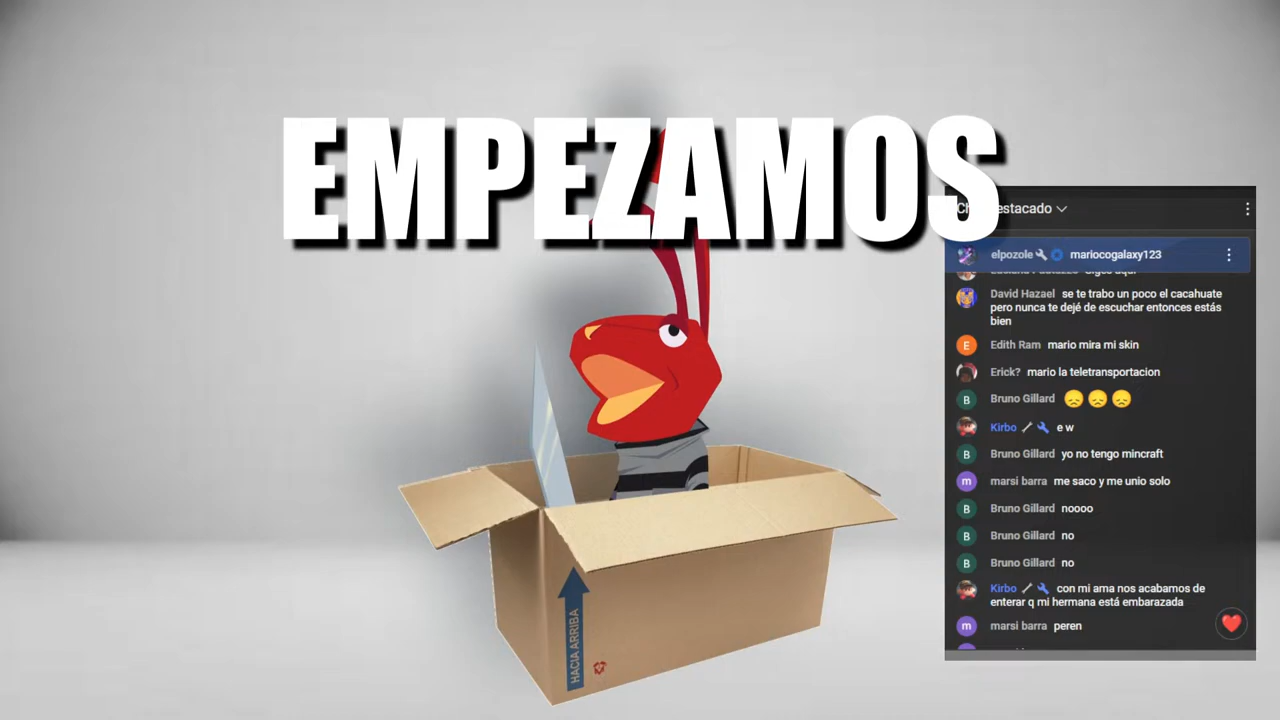 EMPEZAMOS
estacado
elpozole mariocogalaxy123
David Hazael se te trabo un poco el cacahuate
pero nunca te dejé de escuchar entonces estás
bien
Edith Ram mario mira mi skin
Erick? mario la teletransportacion
Bruno Gillard 😞😞😞
Kirbo e w
Bruno Gillard yo no tengo mincraft
marsi barra me saco y me unio solo
Bruno Gillard noooo
Bruno Gillard no
Bruno Gillard no
Kirbo con mi ama nos acabamos de
enterar q mi hermana está embarazada
marsi barra peren
HACIA ARRIBA